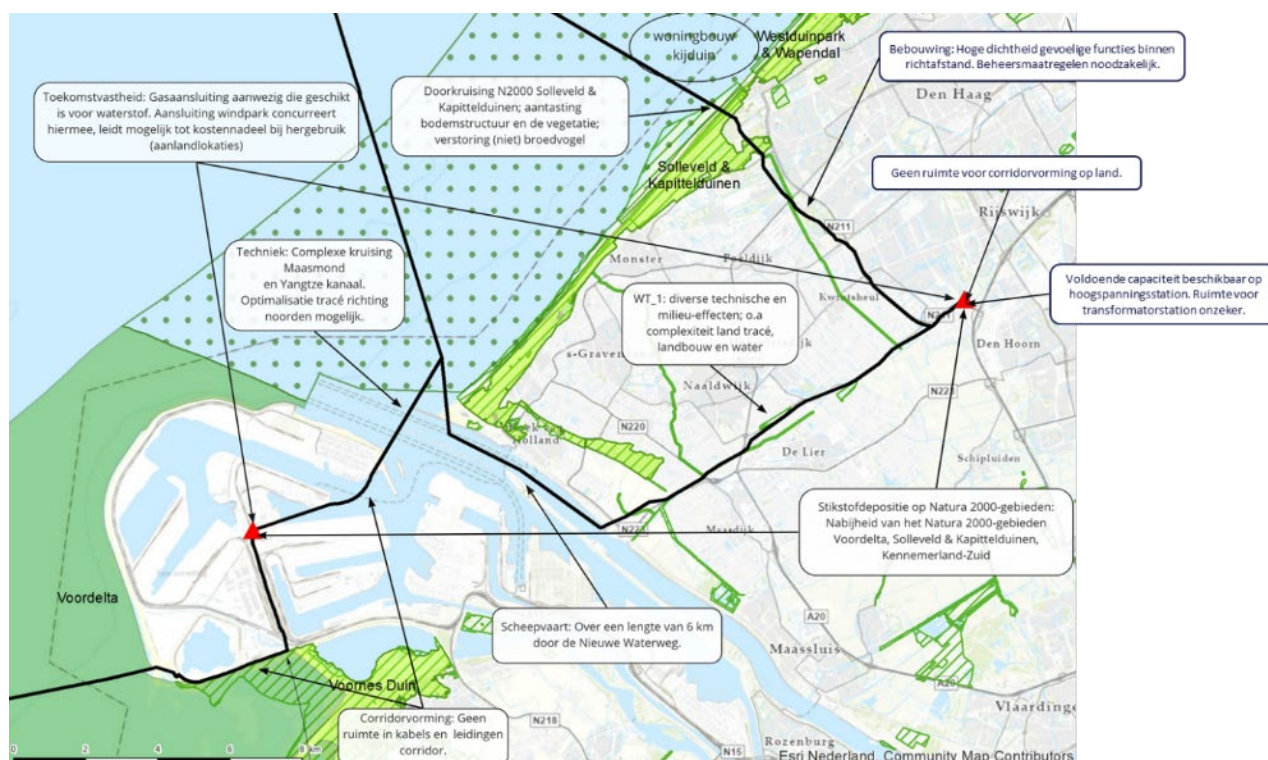 woningbouw
kijduin
Westduinpark
& Wapendal
Bebouwing: Hoge dichtheid gevoelige functies binnen
richtafstand. Beheersmaatregelen noodzakelijk.
Toekomstvastheid: Gasaansluiting aanwezig die geschikt
is voor waterstof. Aansluiting windpark concurreert
hiermee, leidt mogelijk tot kostennadeel bij hergebruik
(aanlandlokaties)
Doorkruising N2000 Solleveld &
Kapittelduinen; aantasting
bodemstructuur en de vegetatie;
verstoring (niet) broedvogel
Den Haag
Solleveld &
Kapittelduinen
Geen ruimte voor corridorvorming op land.
Rijswijk
N211
Techniek: Complexe kruising
Maasmond
en Yangtze kanaal.
Optimalisatie tracé richting
noorden mogelijk.
Monster
WT_1: diverse technische en
milieu-effecten; o.a
complexiteit land tracé,
landbouw en water
Kwintsheul
Voldoende capaciteit beschikbaar op
hoogspanningsstation. Ruimte voor
transformatorstation onzeker.
N211
Den Hoorn
s-Graven
Naaldwijk
N223
N220
Holland
De Lier
Schipluiden
Stikstofdepositie op Natura 2000-gebieden:
Nabijheid van het Natura 2000-gebieden
Voordelta, Solleveld & Kapittelduinen,
Kennemerland-Zuid
N223
Maasdijk
Voordelta
Scheepvaart: Over een lengte van 6 km
door de Nieuwe Waterweg.
A20
Maassluis
Voornes Duin
A20
Vlaardinge
Corridorvorming: Geen
ruimte in kabels en leidingen
corridor.
N218
Rozenburg
N15
0 2 4 6 8 km
Esri Nederland, Community Map Contributors